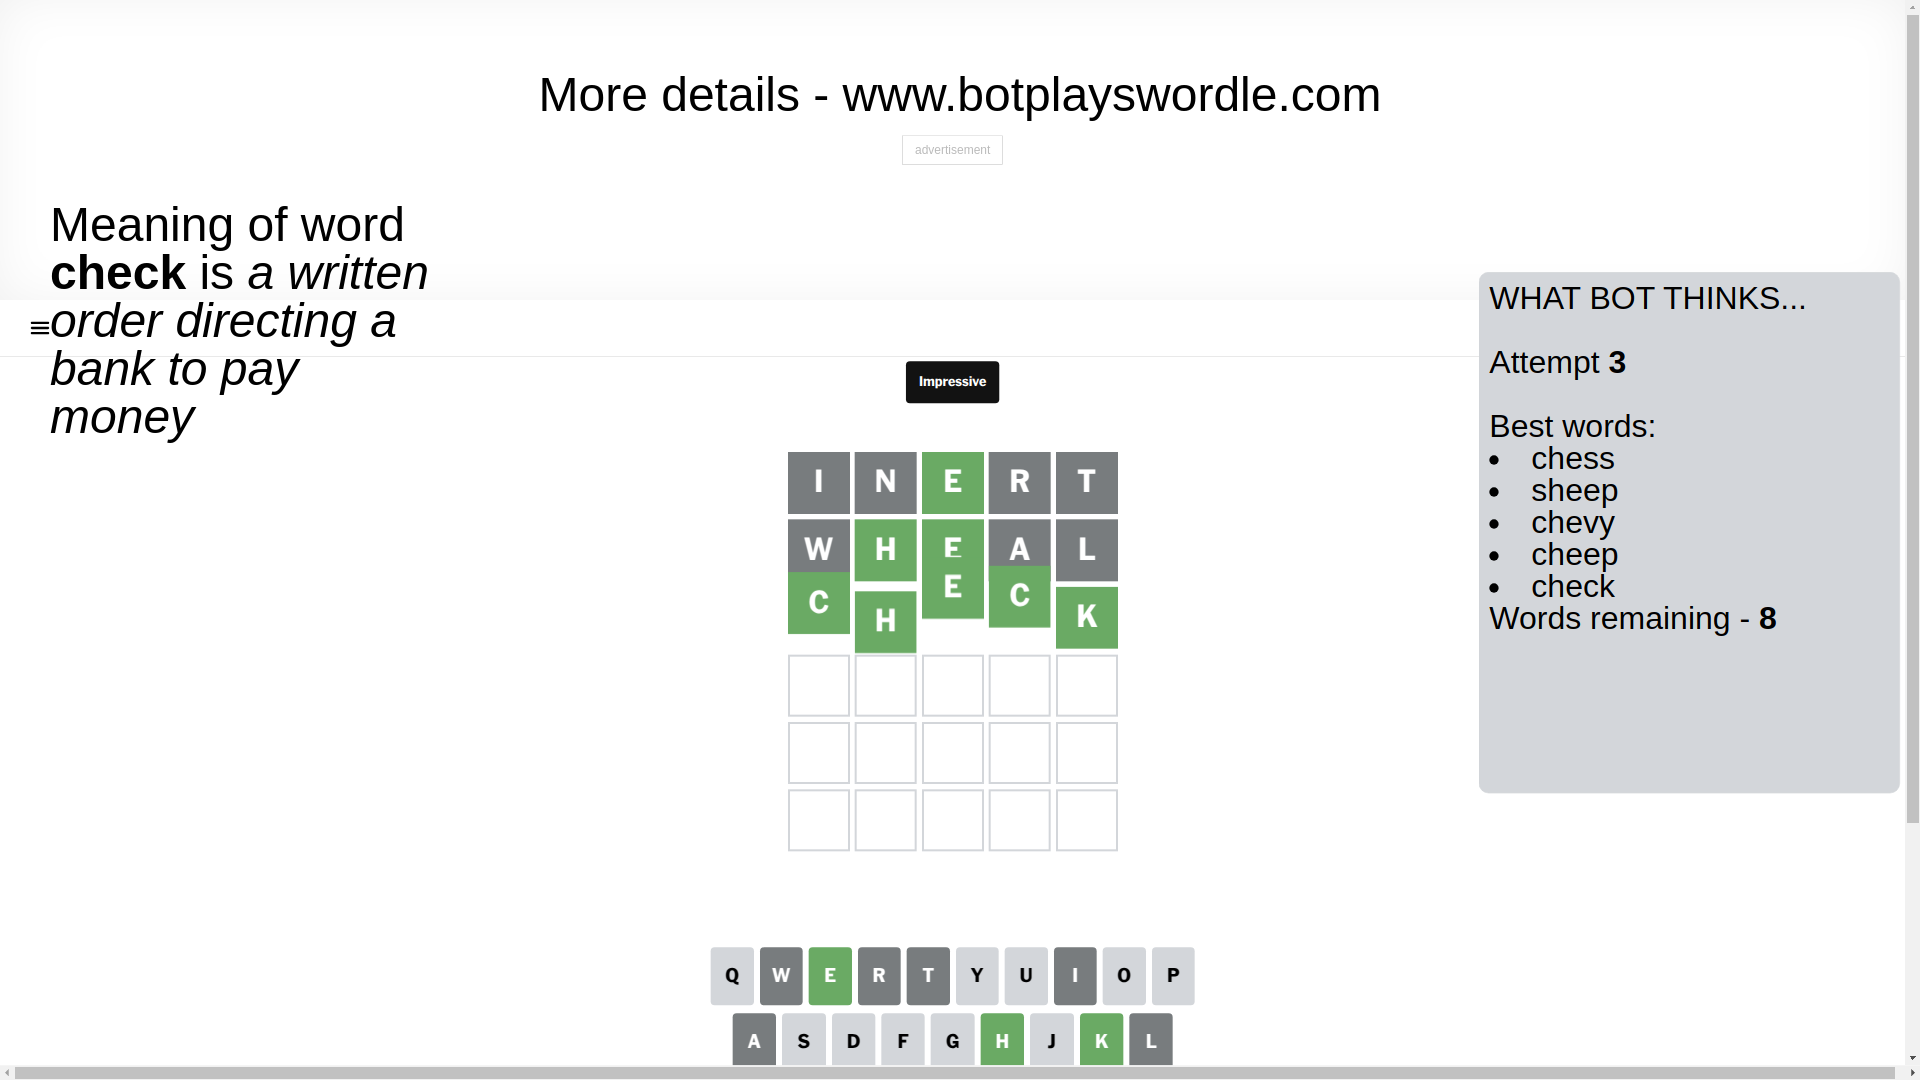 More details - www.botplayswordle.com
advertisement
Meaning of word
check is a written
order directing a
bank to pay
money
WHAT BOT THINKS...
Attempt 3
Best words:
chess
sheep
chevy
cheep
check
Words remaining - 8
Impressive
I N E R T
W H E A L
C H E C K
Q W E R T Y U I O P
A S D F G H J K L